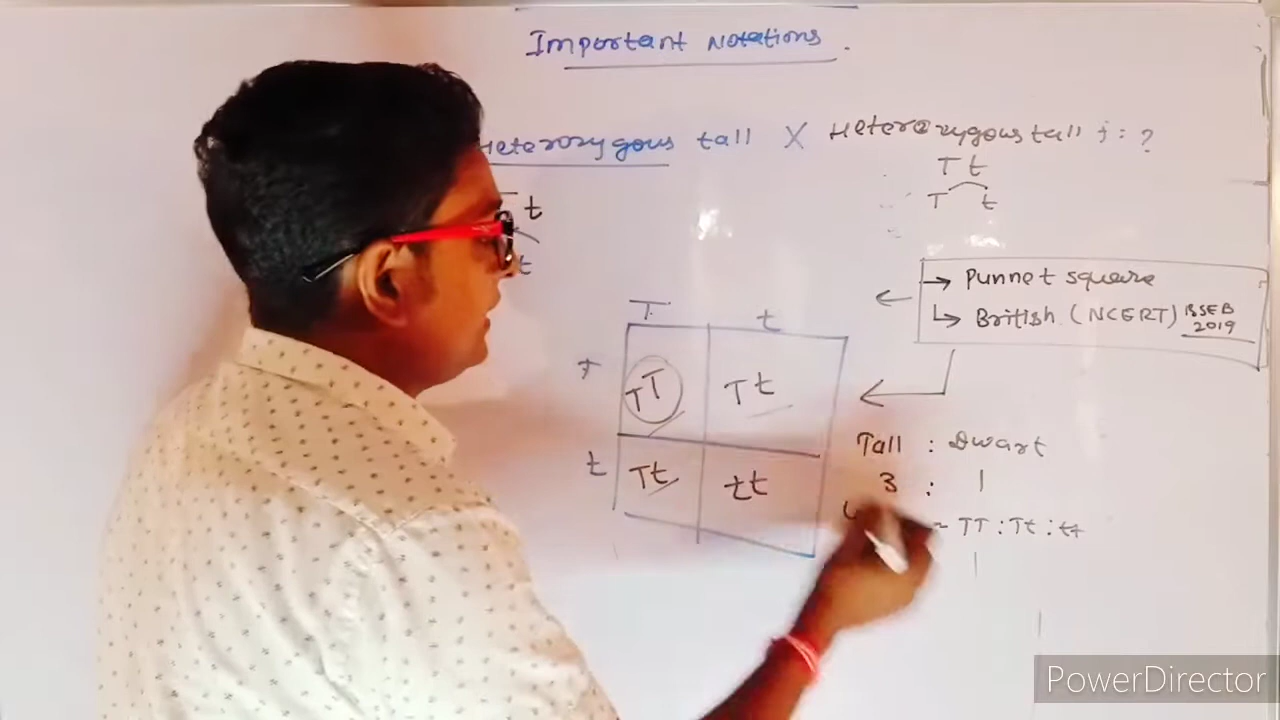 Important Notations.
Heterozygous tall X Heterozygous tall j: ?
T t
T t
t
t
→ Punnet square
↳ British (NCERT) BSEB 2019
T t
T TT Tt
t Tt tt
Tall : Dwart
3 : 1
= TT : Tt : tt
1
PowerDirector